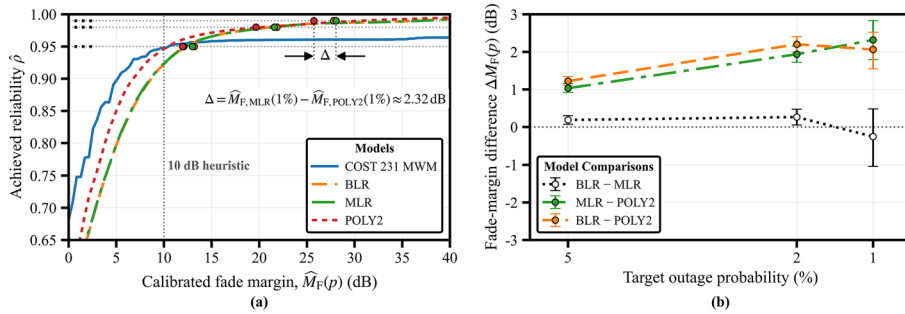 1.00
0.95
0.90
0.85
0.80
0.75
0.70
0.65
Achieved reliability ρ̂
Δ
Δ = M̂F,MLR(1%) − M̂F,POLY2(1%) ≈ 2.32 dB
10 dB heuristic
Models
COST 231 MWM
BLR
MLR
POLY2
0 5 10 15 20 25 30 35 40
Calibrated fade margin, M̂F(p) (dB)
(a)
3
2
1
0
−1
−2
−3
Fade-margin difference ΔMF(p) (dB)
Model Comparisons
BLR − MLR
MLR − POLY2
BLR − POLY2
5 2 1
Target outage probability (%)
(b)